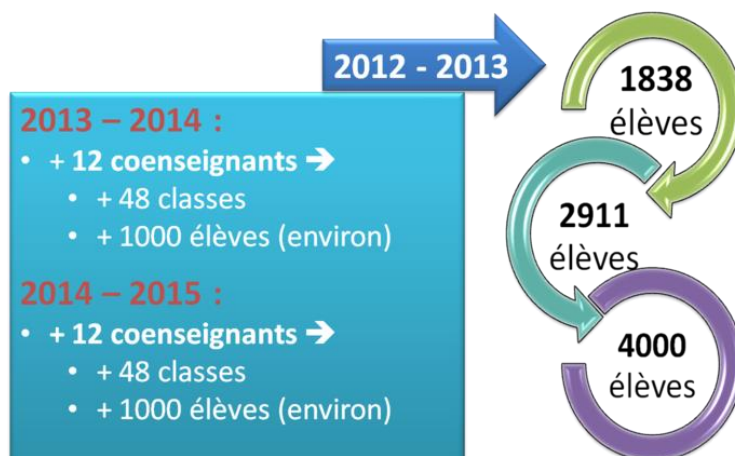 2012 - 2013
1838
élèves
2013 – 2014 :
• + 12 coenseignants ➔
• + 48 classes
• + 1000 élèves (environ)
2911
élèves
2014 – 2015 :
• + 12 coenseignants ➔
• + 48 classes
• + 1000 élèves (environ)
4000
élèves